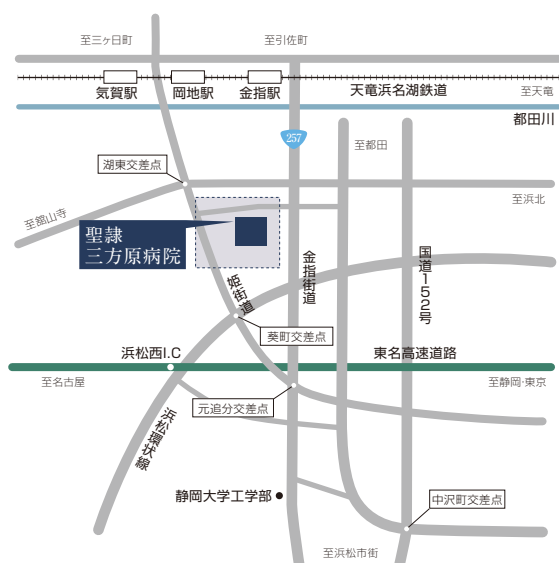 至三ヶ日町
至引佐町
気賀駅
岡地駅
金指駅
天竜浜名湖鉄道
至天竜
都田川
257
至都田
湖東交差点
至浜北
至舘山寺
聖隷
三方原病院
姫街道
金指街道
国道152号
葵町交差点
浜松西I.C
東名高速道路
至名古屋
至静岡・東京
元追分交差点
浜松環状線
静岡大学工学部
中沢町交差点
至浜松市街